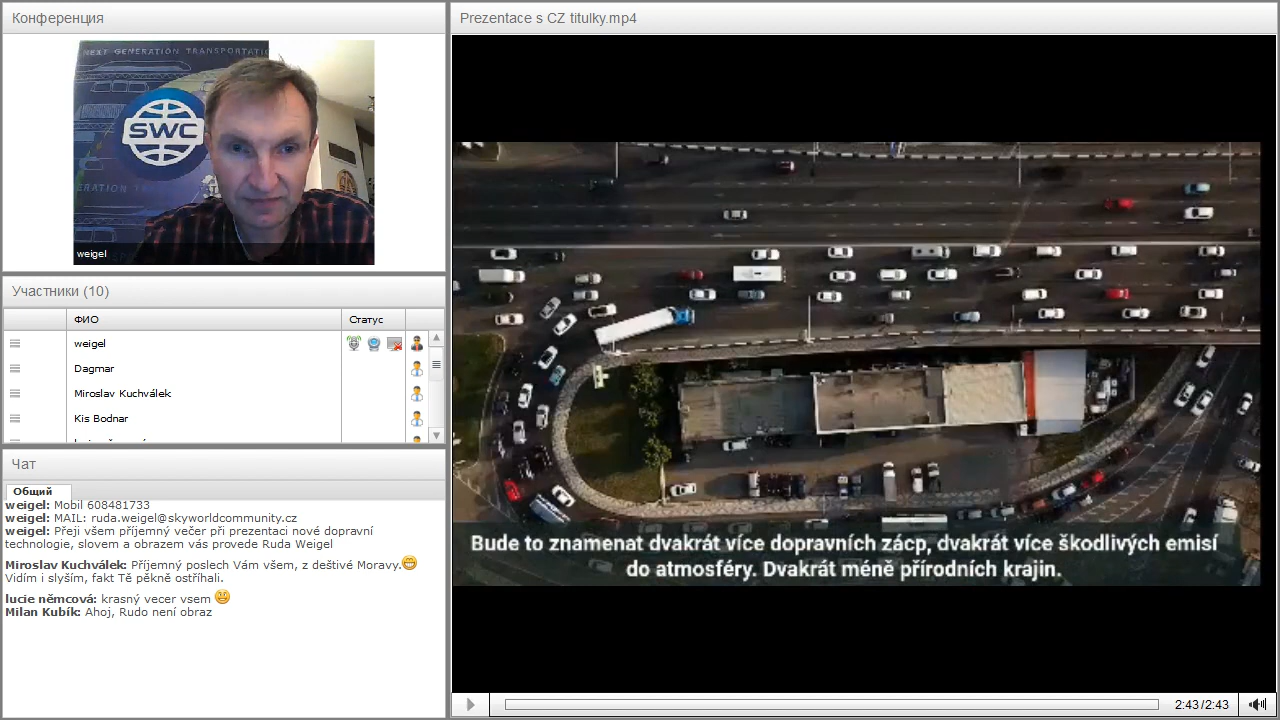 Конференция
NEXT GENERATION TRANSPORTATI
SWC
weigel
Участники (10)
ФИО
Статус
weigel
Dagmar
Miroslav Kuchválek
Kis Bodnar
Чат
Общий
weigel: Mobil 608481733
weigel: MAIL: ruda.weigel@skyworldcommunity.cz
weigel: Přeji všem příjemný večer při prezentaci nové dopravní
technologie, slovem a obrazem vás provede Ruda Weigel
Miroslav Kuchválek: Příjemný poslech Vám všem, z deštivé Moravy.
Vidím i slyším, fakt Tě pěkně ostříhali.
lucie němcová: krasný vecer vsem
Milan Kubík: Ahoj, Rudo není obraz
Prezentace s CZ titulky.mp4
Bude to znamenat dvakrát více dopravních zácp, dvakrát více škodlivých emisí
do atmosféry. Dvakrát méně přírodních krajin.
2:43/2:43